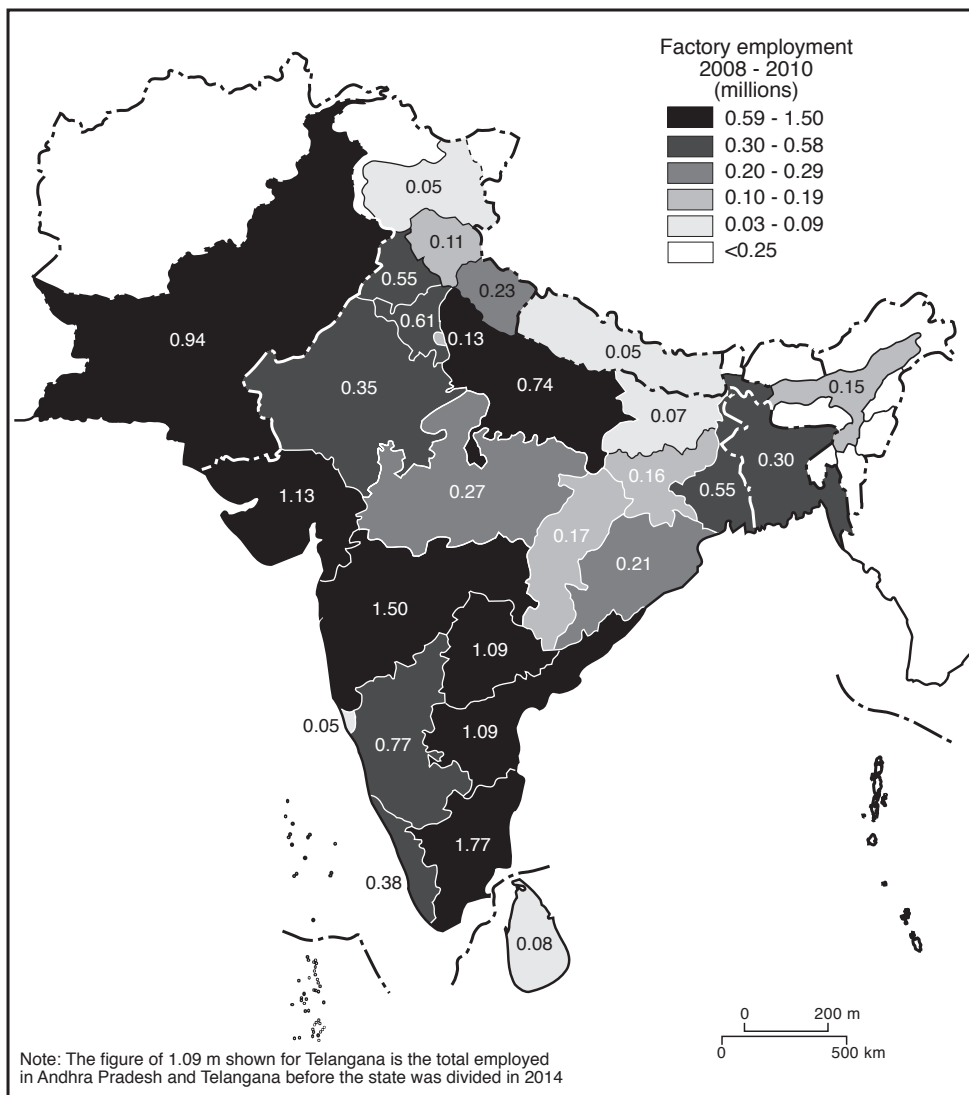 Factory employment
2008 - 2010
(millions)
0.59 - 1.50
0.30 - 0.58
0.20 - 0.29
0.10 - 0.19
0.03 - 0.09
<0.25
0.05
0.11
0.55
0.23
0.61
0.13
0.94
0.05
0.35
0.74
0.15
0.07
0.30
0.16
1.13
0.27
0.55
0.17
0.21
1.50
1.09
0.05
1.09
0.77
1.77
0.38
0.08
0 200 m
0 500 km
Note: The figure of 1.09 m shown for Telangana is the total employed
in Andhra Pradesh and Telangana before the state was divided in 2014